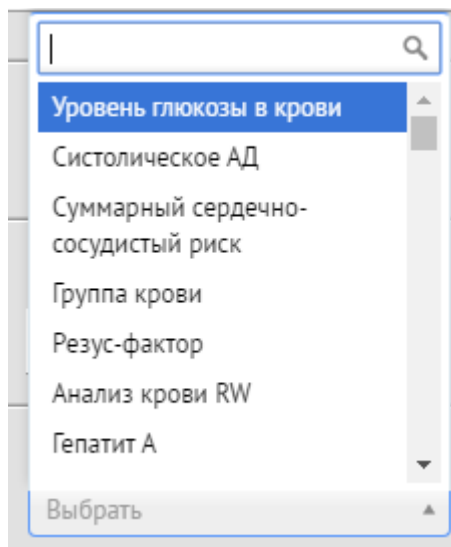 Уровень глюкозы в крови
Систолическое АД
Суммарный сердечно-
сосудистый риск
Группа крови
Резус-фактор
Анализ крови RW
Гепатит А
Выбрать